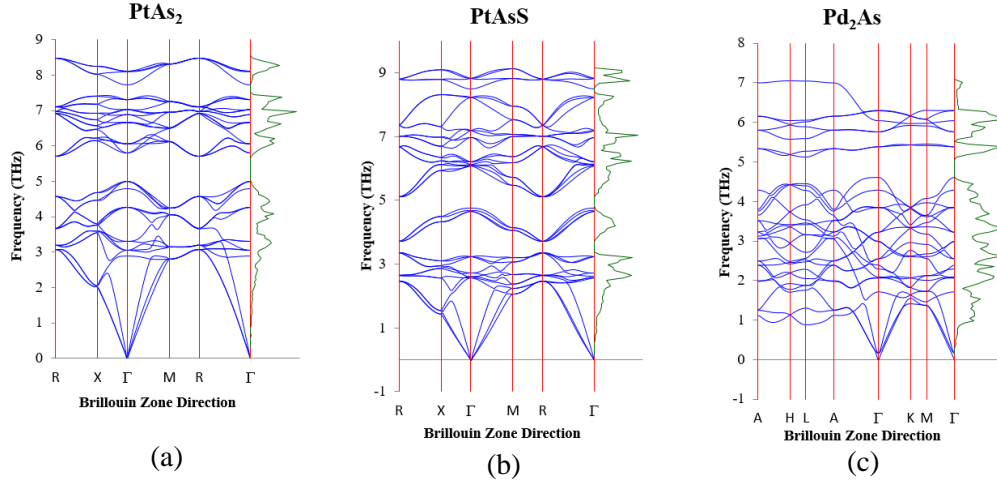 PtAs₂
9
8
7
6
5
4
3
2
1
0
Frequency (THz)
R X Γ M R Γ
Brillouin Zone Direction
(a)
PtAsS
9
7
5
3
1
-1
Frequency (THz)
R X Γ M R Γ
Brillouin Zone Direction
(b)
Pd₂As
8
7
6
5
4
3
2
1
0
-1
Frequency (THz)
A H L A Γ K M Γ
Brillouin Zone Direction
(c)